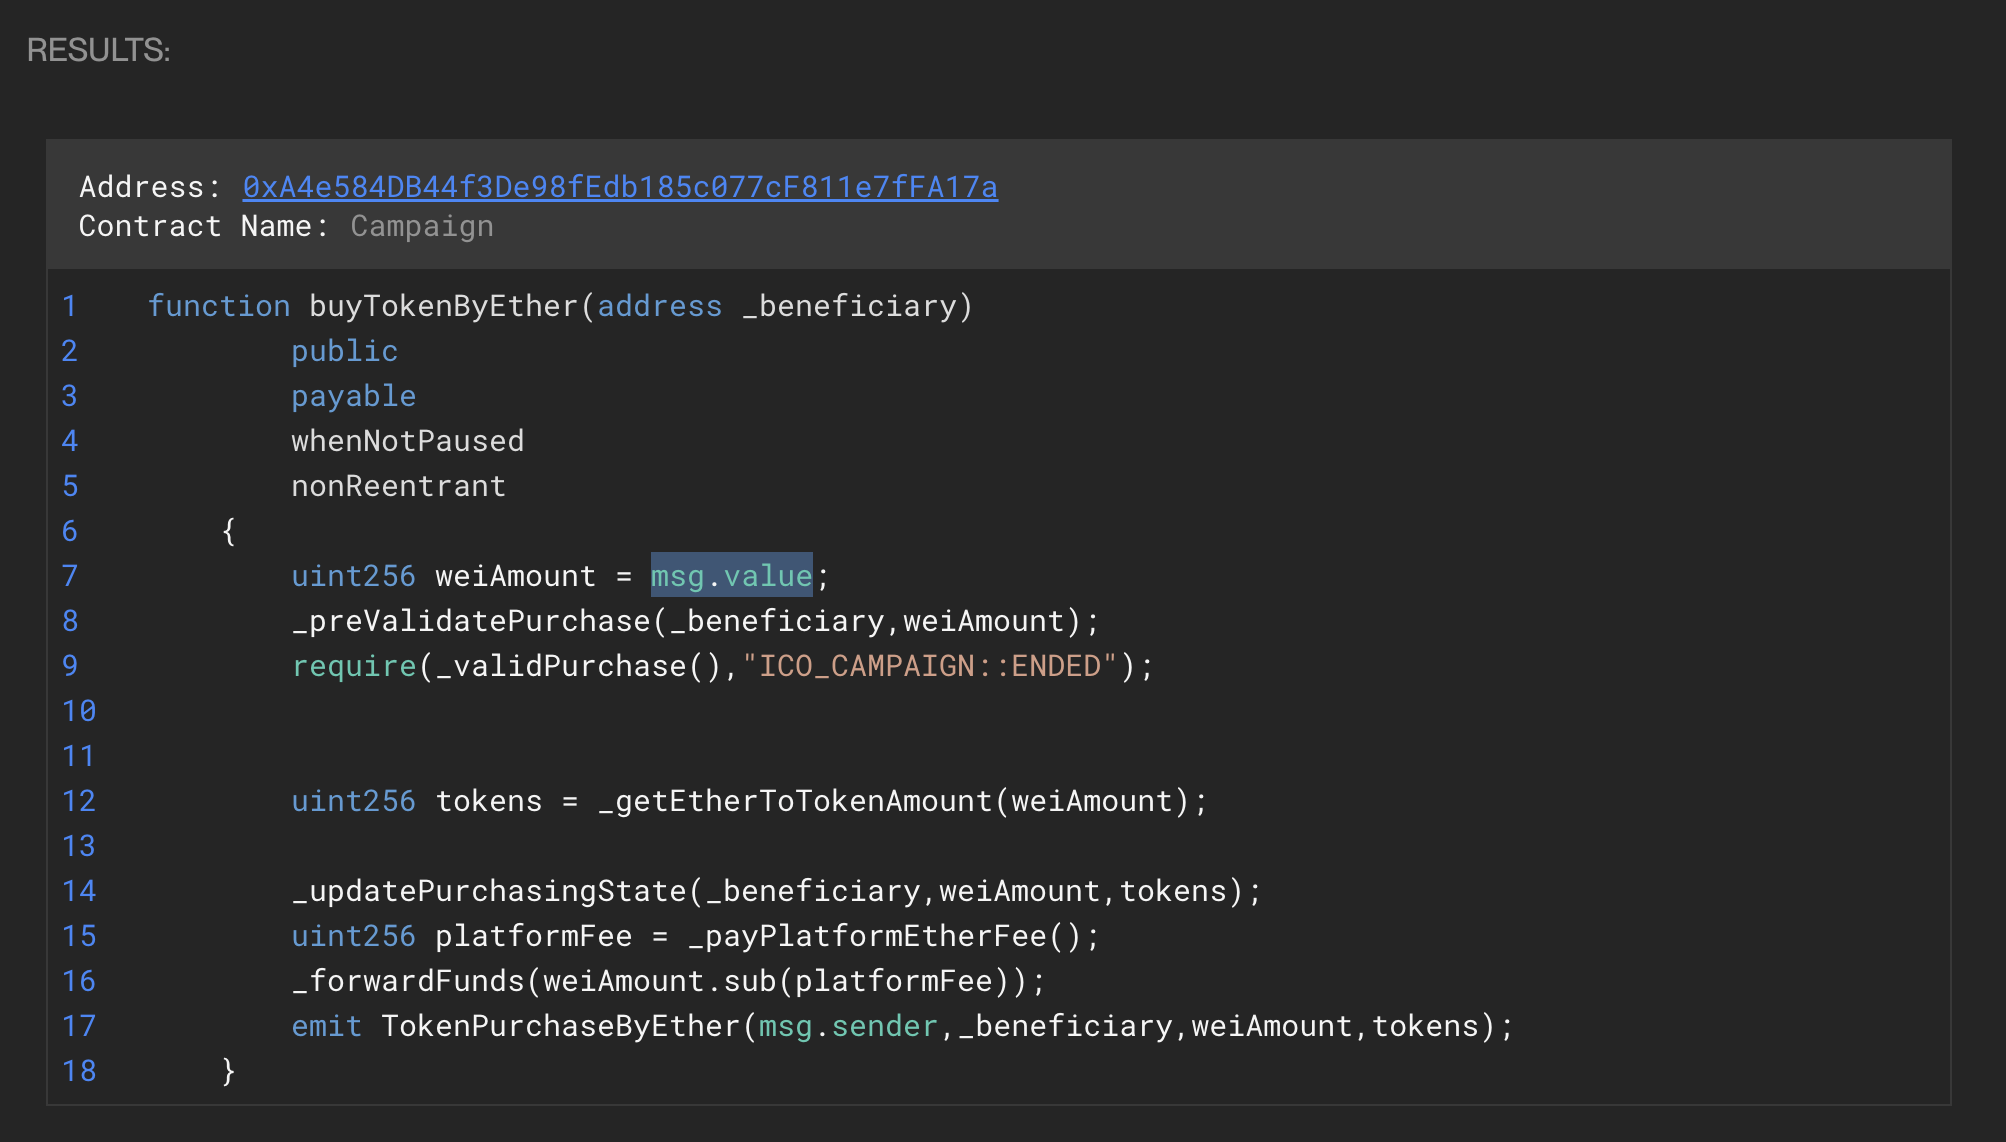 RESULTS:
Address: 0xA4e584DB44f3De98fEdb185c077cF811e7fFA17a
Contract Name: Campaign
1 function buyTokenByEther(address _beneficiary)
2 public
3 payable
4 whenNotPaused
5 nonReentrant
6 {
7 uint256 weiAmount = msg.value;
8 _preValidatePurchase(_beneficiary,weiAmount);
9 require(_validPurchase(),"ICO_CAMPAIGN::ENDED");
10
11
12 uint256 tokens = _getEtherToTokenAmount(weiAmount);
13
14 _updatePurchasingState(_beneficiary,weiAmount,tokens);
15 uint256 platformFee = _payPlatformEtherFee();
16 _forwardFunds(weiAmount.sub(platformFee));
17 emit TokenPurchaseByEther(msg.sender,_beneficiary,weiAmount,tokens);
18 }